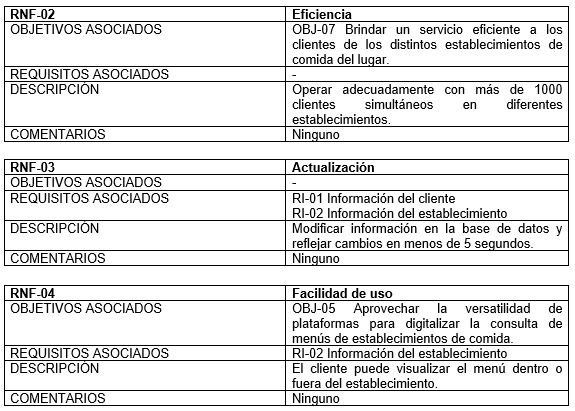 RNF-02 Eficiencia
OBJETIVOS ASOCIADOS OBJ-07 Brindar un servicio eficiente a los
clientes de los distintos establecimientos de
comida del lugar.
REQUISITOS ASOCIADOS -
DESCRIPCIÓN Operar adecuadamente con más de 1000
clientes simultáneos en diferentes
establecimientos.
COMENTARIOS Ninguno
RNF-03 Actualización
OBJETIVOS ASOCIADOS -
REQUISITOS ASOCIADOS RI-01 Información del cliente
RI-02 Información del establecimiento
DESCRIPCIÓN Modificar información en la base de datos y
reflejar cambios en menos de 5 segundos.
COMENTARIOS Ninguno
RNF-04 Facilidad de uso
OBJETIVOS ASOCIADOS OBJ-05 Aprovechar la versatilidad de
plataformas para digitalizar la consulta de
menús de establecimientos de comida.
REQUISITOS ASOCIADOS RI-02 Información del establecimiento
DESCRIPCIÓN El cliente puede visualizar el menú dentro o
fuera del establecimiento.
COMENTARIOS Ninguno